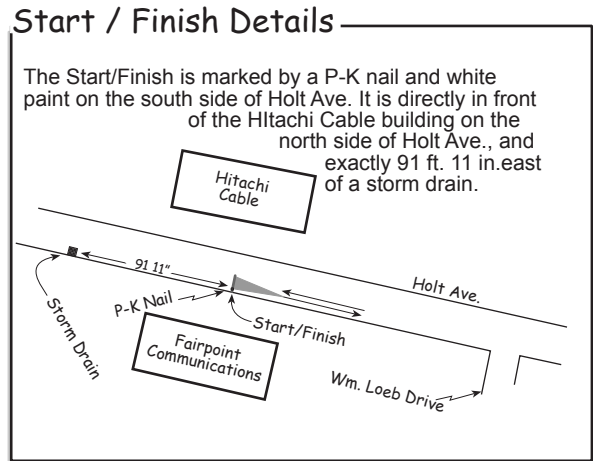 Start / Finish Details
The Start/Finish is marked by a P-K nail and white
paint on the south side of Holt Ave. It is directly in front
of the HItachi Cable building on the
north side of Holt Ave., and
exactly 91 ft. 11 in.east
of a storm drain.
Hitachi
Cable
91 11"
Holt Ave.
P-K Nail
Start/Finish
Storm Drain
Fairpoint
Communications
Wm. Loeb Drive